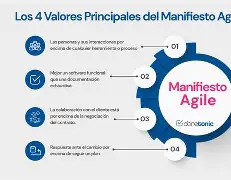 Los 4 Valores Principales del Manifiesto Ag
Las personas y sus interacciones por
encima de cualquier herramienta o proceso
01
Mejor un software funcional
que una documentación
exhaustiva
02
Manifiesto
Agile
La colaboración con el cliente está
por encima de la negociación
del contrato.
03
Respuesta ante el cambio por
encima de seguir un plan
04